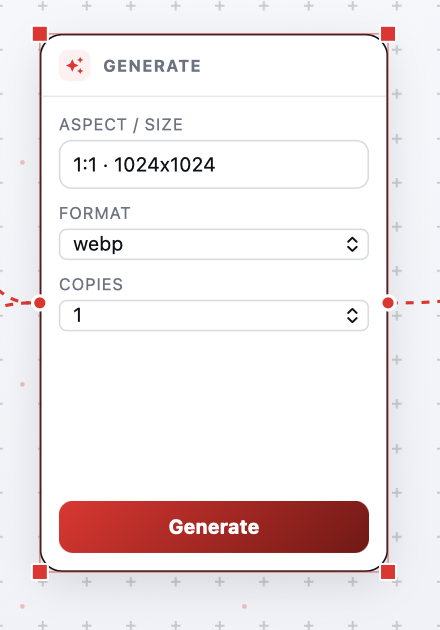 GENERATE
ASPECT / SIZE
1:1 · 1024x1024
FORMAT
webp
COPIES
1
Generate